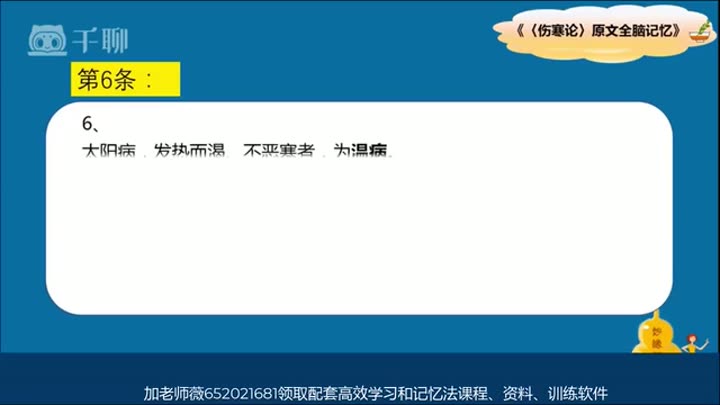 千聊
《〈伤寒论〉原文全脑记忆》
第6条：
6、
太阳病，发热而渴，不恶寒者，为温病。
妙缘
加老师薇652021681领取配套高效学习和记忆法课程、资料、训练软件